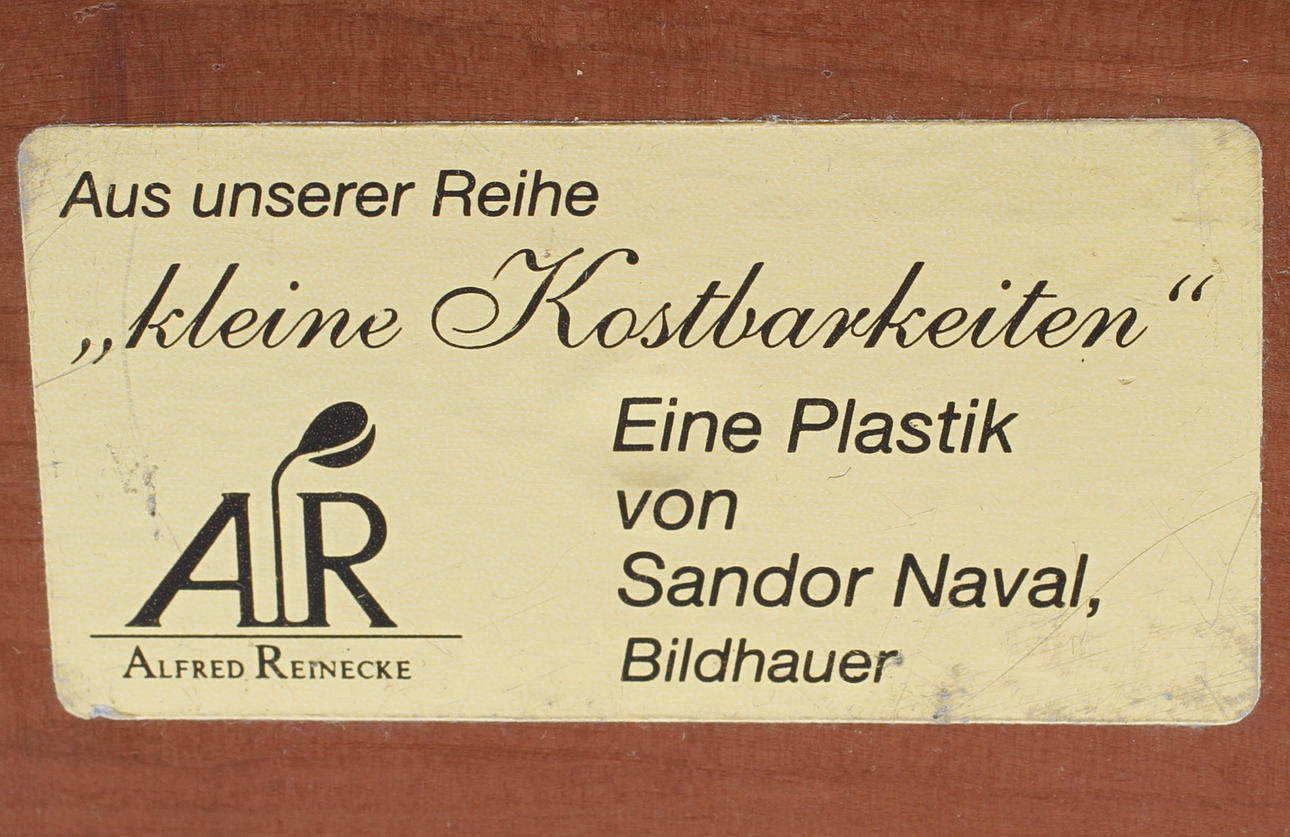 Aus unserer Reihe
„kleine Kostbarkeiten“
Eine Plastik
von
Sandor Naval,
Bildhauer
AR
ALFRED REINECKE